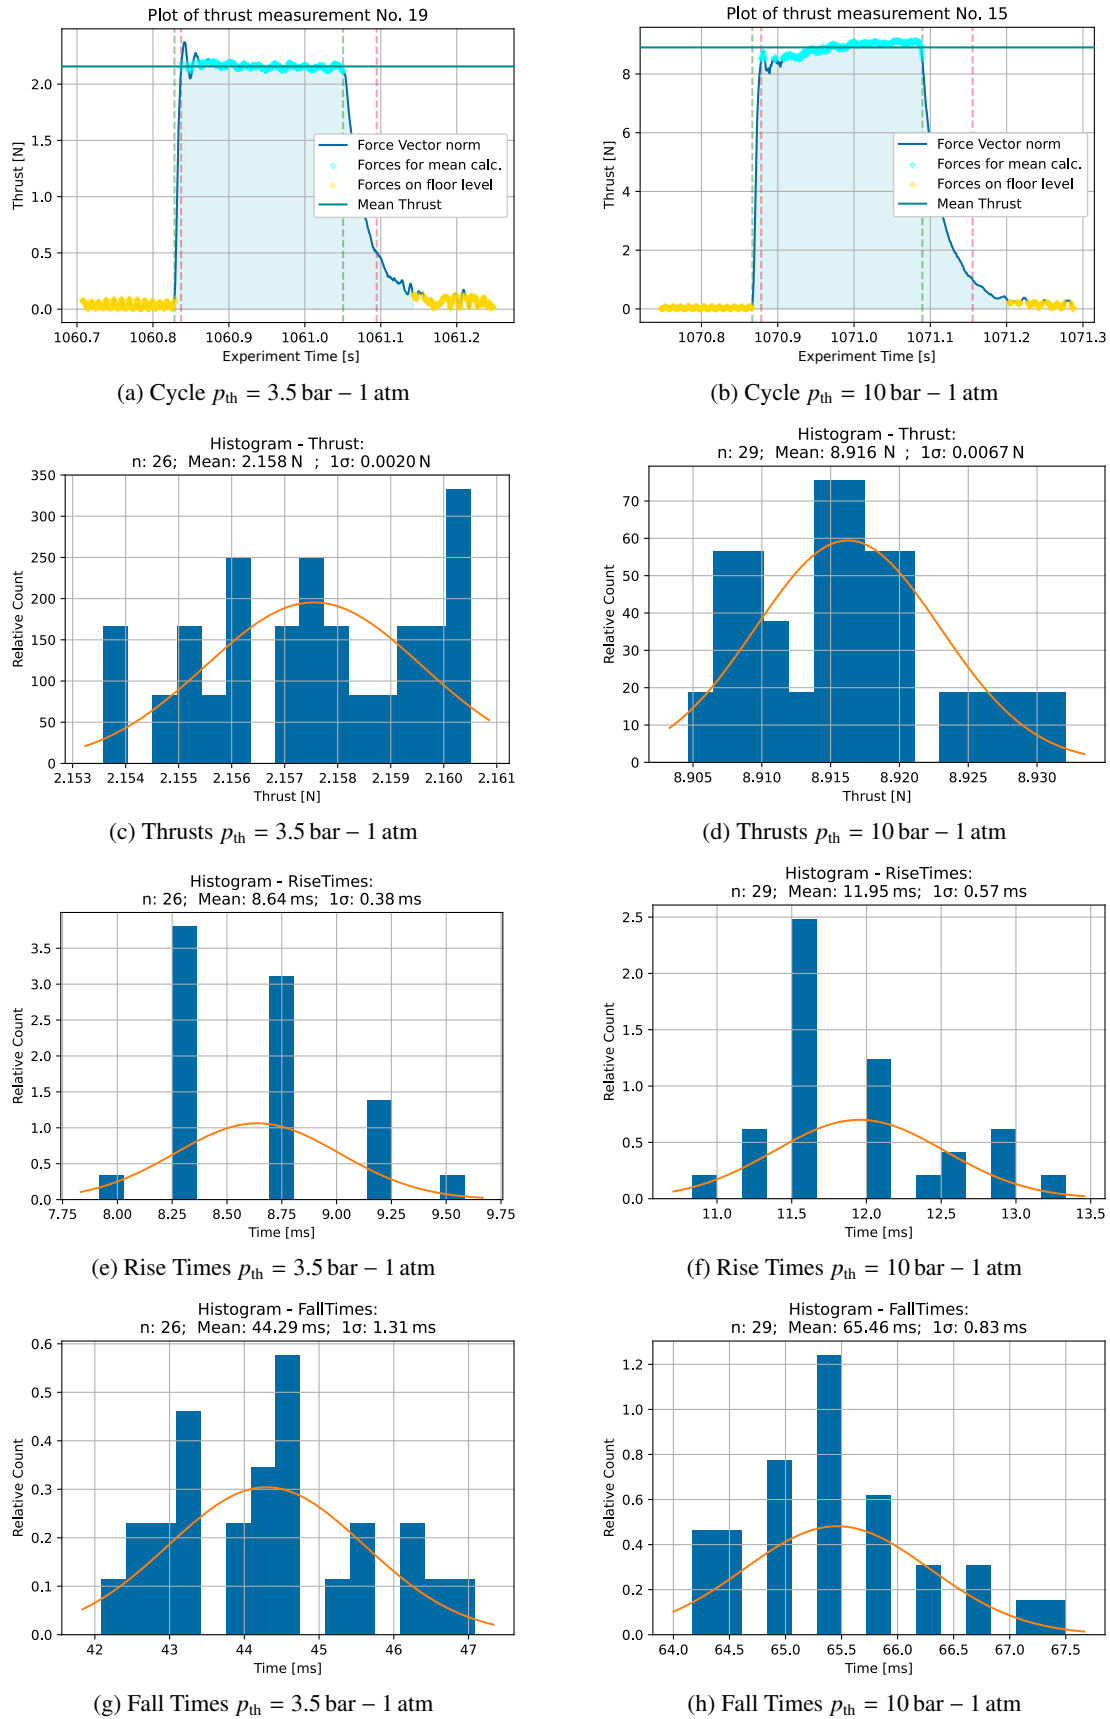 Plot of thrust measurement No. 19
Thrust [N]
2.0
1.5
1.0
0.5
0.0
Force Vector norm
Forces for mean calc.
Forces on floor level
Mean Thrust
1060.7 1060.8 1060.9 1061.0 1061.1 1061.2
Experiment Time [s]
(a) Cycle pth = 3.5 bar – 1 atm
Plot of thrust measurement No. 15
Thrust [N]
8
6
4
2
0
Force Vector norm
Forces for mean calc.
Forces on floor level
Mean Thrust
1070.8 1070.9 1071.0 1071.1 1071.2 1071.3
Experiment Time [s]
(b) Cycle pth = 10 bar – 1 atm
Histogram - Thrust:
n: 26; Mean: 2.158 N ; 1σ: 0.0020 N
Relative Count
350
300
250
200
150
100
50
0
2.153 2.154 2.155 2.156 2.157 2.158 2.159 2.160 2.161
Thrust [N]
(c) Thrusts pth = 3.5 bar – 1 atm
Histogram - Thrust:
n: 29; Mean: 8.916 N ; 1σ: 0.0067 N
Relative Count
70
60
50
40
30
20
10
0
8.905 8.910 8.915 8.920 8.925 8.930
Thrust [N]
(d) Thrusts pth = 10 bar – 1 atm
Histogram - RiseTimes:
n: 26; Mean: 8.64 ms; 1σ: 0.38 ms
Relative Count
3.5
3.0
2.5
2.0
1.5
1.0
0.5
0.0
7.75 8.00 8.25 8.50 8.75 9.00 9.25 9.50 9.75
Time [ms]
(e) Rise Times pth = 3.5 bar – 1 atm
Histogram - RiseTimes:
n: 29; Mean: 11.95 ms; 1σ: 0.57 ms
Relative Count
2.5
2.0
1.5
1.0
0.5
0.0
11.0 11.5 12.0 12.5 13.0 13.5
Time [ms]
(f) Rise Times pth = 10 bar – 1 atm
Histogram - FallTimes:
n: 26; Mean: 44.29 ms; 1σ: 1.31 ms
Relative Count
0.6
0.5
0.4
0.3
0.2
0.1
0.0
42 43 44 45 46 47
Time [ms]
(g) Fall Times pth = 3.5 bar – 1 atm
Histogram - FallTimes:
n: 29; Mean: 65.46 ms; 1σ: 0.83 ms
Relative Count
1.2
1.0
0.8
0.6
0.4
0.2
0.0
64.0 64.5 65.0 65.5 66.0 66.5 67.0 67.5
Time [ms]
(h) Fall Times pth = 10 bar – 1 atm